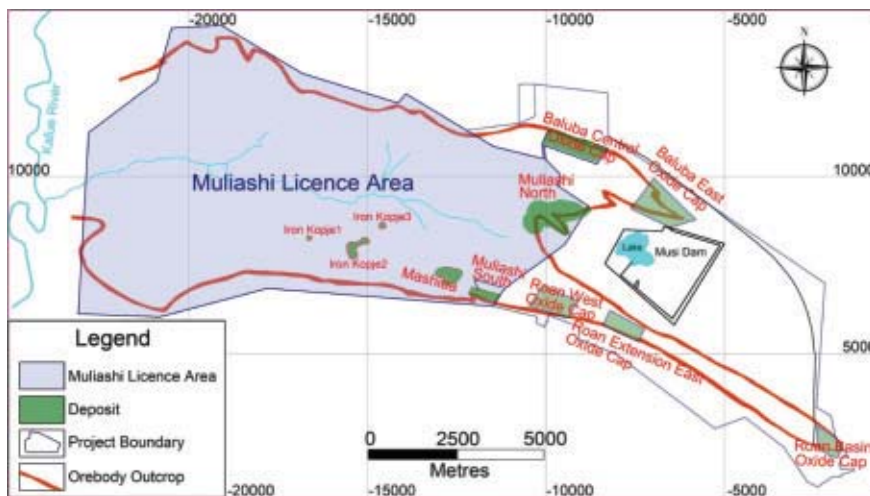 -20000
-15000
-10000
-5000
N
Kafue River
10000
10000
Muliashi Licence Area
Baluba Central
Oxide Cap
Baluba East
Oxide Cap
Muliashi
North
Iron Kopje1
Iron Kopje3
Iron Kopje2
Lake
Musi Dam
Mashiba
Muliashi
South
Roan West
Oxide Cap
Roan Extension East
Oxide Cap
5000
Roan Basin
Oxide Cap
Legend
Muliashi Licence Area
Deposit
Project Boundary
Orebody Outcrop
0 2500 5000
Metres
-20000
-15000
-10000
-5000